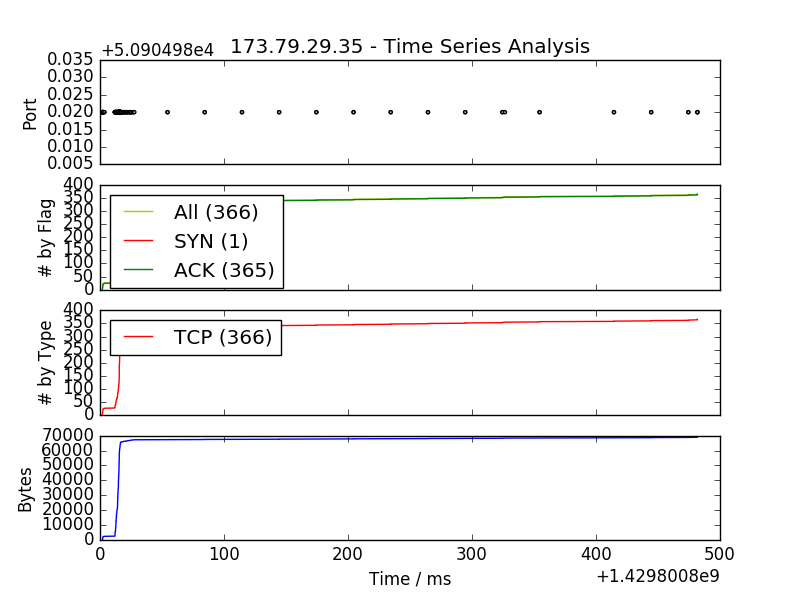 +5.090498e4 173.79.29.35 - Time Series Analysis
0.035
0.030
0.025
0.020
0.015
0.010
0.005
Port
400
350
300
250
200
150
100
50
0
# by Flag
All (366)
SYN (1)
ACK (365)
400
350
300
250
200
150
100
50
0
# by Type
TCP (366)
70000
60000
50000
40000
30000
20000
10000
0
Bytes
0 100 200 300 400 500
Time / ms
+1.4298008e9